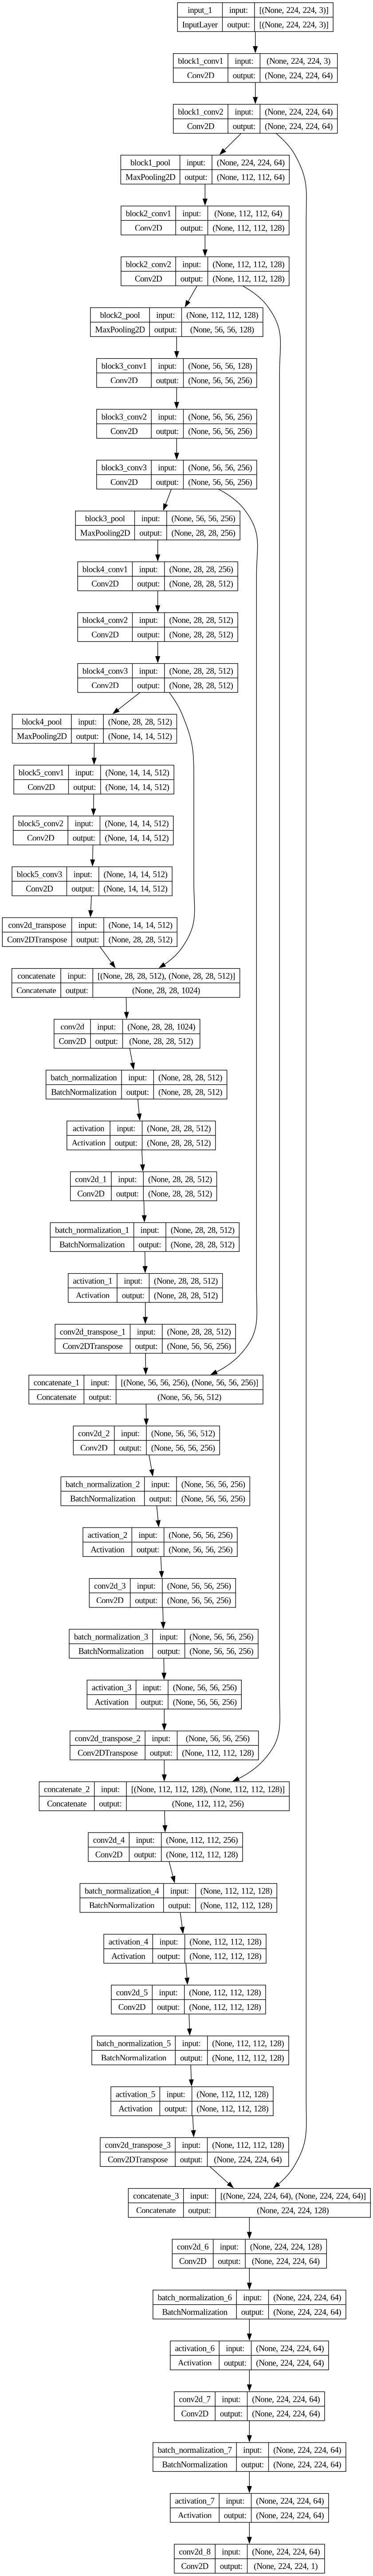 input_1 input: [(None, 224, 224, 3)]
InputLayer output: [(None, 224, 224, 3)]
block1_conv1 input: (None, 224, 224, 3)
Conv2D output: (None, 224, 224, 64)
block1_conv2 input: (None, 224, 224, 64)
Conv2D output: (None, 224, 224, 64)
block1_pool input: (None, 224, 224, 64)
MaxPooling2D output: (None, 112, 112, 64)
block2_conv1 input: (None, 112, 112, 64)
Conv2D output: (None, 112, 112, 128)
block2_conv2 input: (None, 112, 112, 128)
Conv2D output: (None, 112, 112, 128)
block2_pool input: (None, 112, 112, 128)
MaxPooling2D output: (None, 56, 56, 128)
block3_conv1 input: (None, 56, 56, 128)
Conv2D output: (None, 56, 56, 256)
block3_conv2 input: (None, 56, 56, 256)
Conv2D output: (None, 56, 56, 256)
block3_conv3 input: (None, 56, 56, 256)
Conv2D output: (None, 56, 56, 256)
block3_pool input: (None, 56, 56, 256)
MaxPooling2D output: (None, 28, 28, 256)
block4_conv1 input: (None, 28, 28, 256)
Conv2D output: (None, 28, 28, 512)
block4_conv2 input: (None, 28, 28, 512)
Conv2D output: (None, 28, 28, 512)
block4_conv3 input: (None, 28, 28, 512)
Conv2D output: (None, 28, 28, 512)
block4_pool input: (None, 28, 28, 512)
MaxPooling2D output: (None, 14, 14, 512)
block5_conv1 input: (None, 14, 14, 512)
Conv2D output: (None, 14, 14, 512)
block5_conv2 input: (None, 14, 14, 512)
Conv2D output: (None, 14, 14, 512)
block5_conv3 input: (None, 14, 14, 512)
Conv2D output: (None, 14, 14, 512)
conv2d_transpose input: (None, 14, 14, 512)
Conv2DTranspose output: (None, 28, 28, 512)
concatenate input: [(None, 28, 28, 512), (None, 28, 28, 512)]
Concatenate output: (None, 28, 28, 1024)
conv2d input: (None, 28, 28, 1024)
Conv2D output: (None, 28, 28, 512)
batch_normalization input: (None, 28, 28, 512)
BatchNormalization output: (None, 28, 28, 512)
activation input: (None, 28, 28, 512)
Activation output: (None, 28, 28, 512)
conv2d_1 input: (None, 28, 28, 512)
Conv2D output: (None, 28, 28, 512)
batch_normalization_1 input: (None, 28, 28, 512)
BatchNormalization output: (None, 28, 28, 512)
activation_1 input: (None, 28, 28, 512)
Activation output: (None, 28, 28, 512)
conv2d_transpose_1 input: (None, 28, 28, 512)
Conv2DTranspose output: (None, 56, 56, 256)
concatenate_1 input: [(None, 56, 56, 256), (None, 56, 56, 256)]
Concatenate output: (None, 56, 56, 512)
conv2d_2 input: (None, 56, 56, 512)
Conv2D output: (None, 56, 56, 256)
batch_normalization_2 input: (None, 56, 56, 256)
BatchNormalization output: (None, 56, 56, 256)
activation_2 input: (None, 56, 56, 256)
Activation output: (None, 56, 56, 256)
conv2d_3 input: (None, 56, 56, 256)
Conv2D output: (None, 56, 56, 256)
batch_normalization_3 input: (None, 56, 56, 256)
BatchNormalization output: (None, 56, 56, 256)
activation_3 input: (None, 56, 56, 256)
Activation output: (None, 56, 56, 256)
conv2d_transpose_2 input: (None, 56, 56, 256)
Conv2DTranspose output: (None, 112, 112, 128)
concatenate_2 input: [(None, 112, 112, 128), (None, 112, 112, 128)]
Concatenate output: (None, 112, 112, 256)
conv2d_4 input: (None, 112, 112, 256)
Conv2D output: (None, 112, 112, 128)
batch_normalization_4 input: (None, 112, 112, 128)
BatchNormalization output: (None, 112, 112, 128)
activation_4 input: (None, 112, 112, 128)
Activation output: (None, 112, 112, 128)
conv2d_5 input: (None, 112, 112, 128)
Conv2D output: (None, 112, 112, 128)
batch_normalization_5 input: (None, 112, 112, 128)
BatchNormalization output: (None, 112, 112, 128)
activation_5 input: (None, 112, 112, 128)
Activation output: (None, 112, 112, 128)
conv2d_transpose_3 input: (None, 112, 112, 128)
Conv2DTranspose output: (None, 224, 224, 64)
concatenate_3 input: [(None, 224, 224, 64), (None, 224, 224, 64)]
Concatenate output: (None, 224, 224, 128)
conv2d_6 input: (None, 224, 224, 128)
Conv2D output: (None, 224, 224, 64)
batch_normalization_6 input: (None, 224, 224, 64)
BatchNormalization output: (None, 224, 224, 64)
activation_6 input: (None, 224, 224, 64)
Activation output: (None, 224, 224, 64)
conv2d_7 input: (None, 224, 224, 64)
Conv2D output: (None, 224, 224, 64)
batch_normalization_7 input: (None, 224, 224, 64)
BatchNormalization output: (None, 224, 224, 64)
activation_7 input: (None, 224, 224, 64)
Activation output: (None, 224, 224, 64)
conv2d_8 input: (None, 224, 224, 64)
Conv2D output: (None, 224, 224, 1)